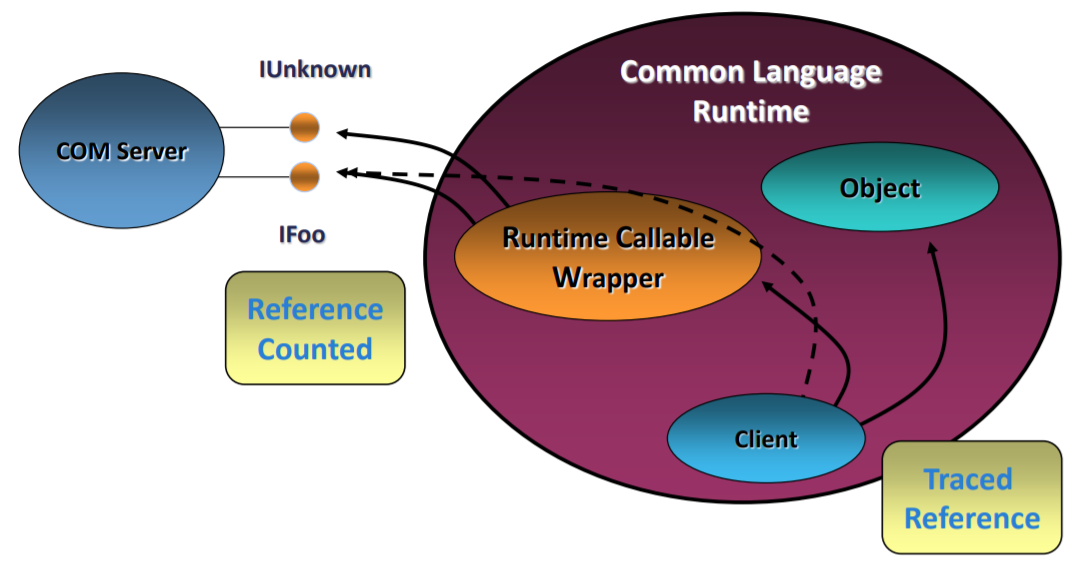 IUnknown
COM Server
IFoo
Reference
Counted
Common Language
Runtime
Object
Runtime Callable
Wrapper
Client
Traced
Reference